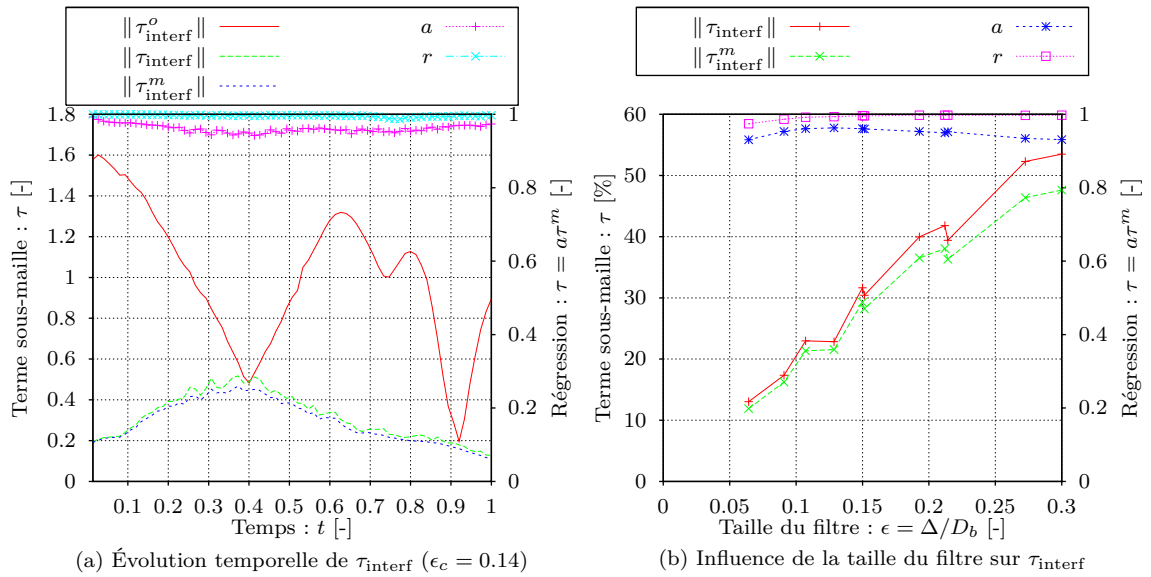 ‖ τ^o_interf ‖
‖ τ_interf ‖
‖ τ^m_interf ‖
a
r
1.8
1.6
1.4
1.2
1
0.8
0.6
0.4
0.2
0
Terme sous-maille : τ [-]
0.1 0.2 0.3 0.4 0.5 0.6 0.7 0.8 0.9 1
Temps : t [-]
1
0.8
0.6
0.4
0.2
0
Régression : τ = aτ^m [-]
(a) Évolution temporelle de τ_interf (ϵ_c = 0.14)
‖ τ_interf ‖
‖ τ^m_interf ‖
a
r
60
50
40
30
20
10
0
Terme sous-maille : τ [%]
0 0.05 0.1 0.15 0.2 0.25 0.3
Taille du filtre : ϵ = Δ/D_b [-]
1
0.8
0.6
0.4
0.2
0
Régression : τ = aτ^m [-]
(b) Influence de la taille du filtre sur τ_interf